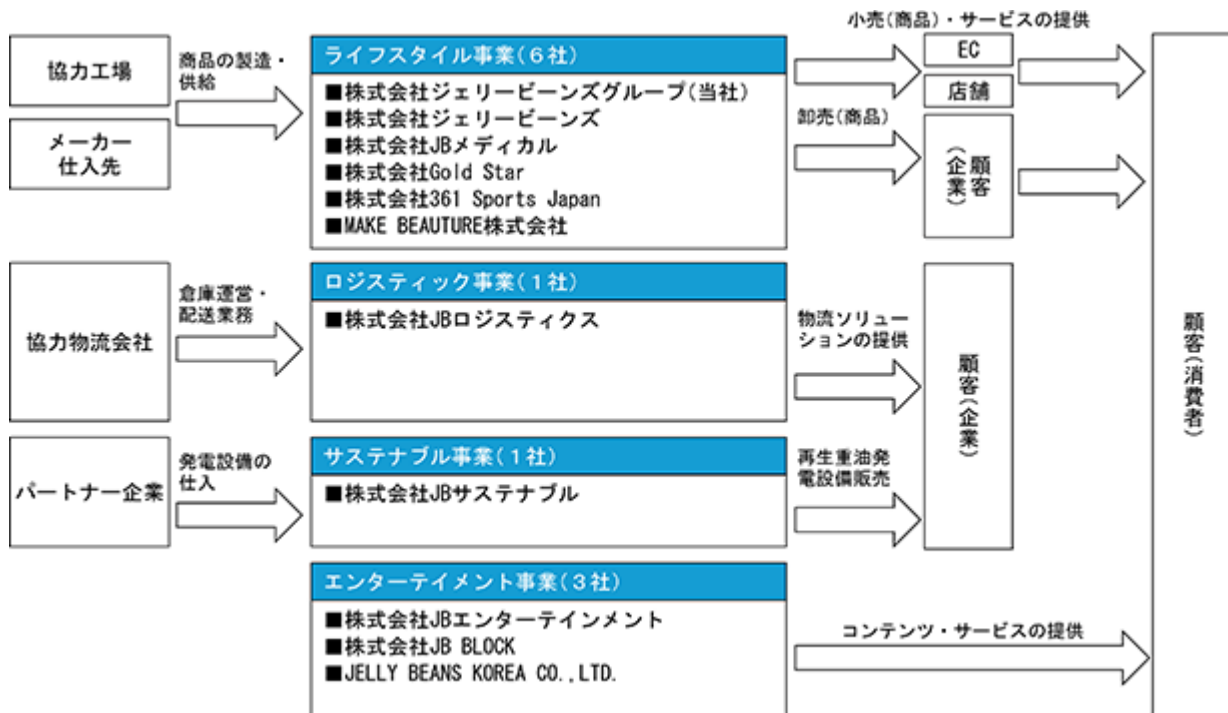 小売(商品)・サービスの提供
協力工場
商品の製造・
供給
メーカー
仕入先
ライフスタイル事業(6社)
■株式会社ジェリービーンズグループ(当社)
■株式会社ジェリービーンズ
■株式会社JBメディカル
■株式会社Gold Star
■株式会社361 Sports Japan
■MAKE BEAUTURE株式会社
EC
店舗
卸売(商品)
顧客
(企業)
協力物流会社
倉庫運営・
配送業務
ロジスティック事業(1社)
■株式会社JBロジスティクス
物流ソリュー
ションの提供
顧客(企業)
顧客(消費者)
パートナー企業
発電設備の
仕入
サステナブル事業(1社)
■株式会社JBサステナブル
再生重油発
電設備販売
エンターテイメント事業(3社)
■株式会社JBエンターテインメント
■株式会社JB BLOCK
■JELLY BEANS KOREA CO.,LTD.
コンテンツ・サービスの提供